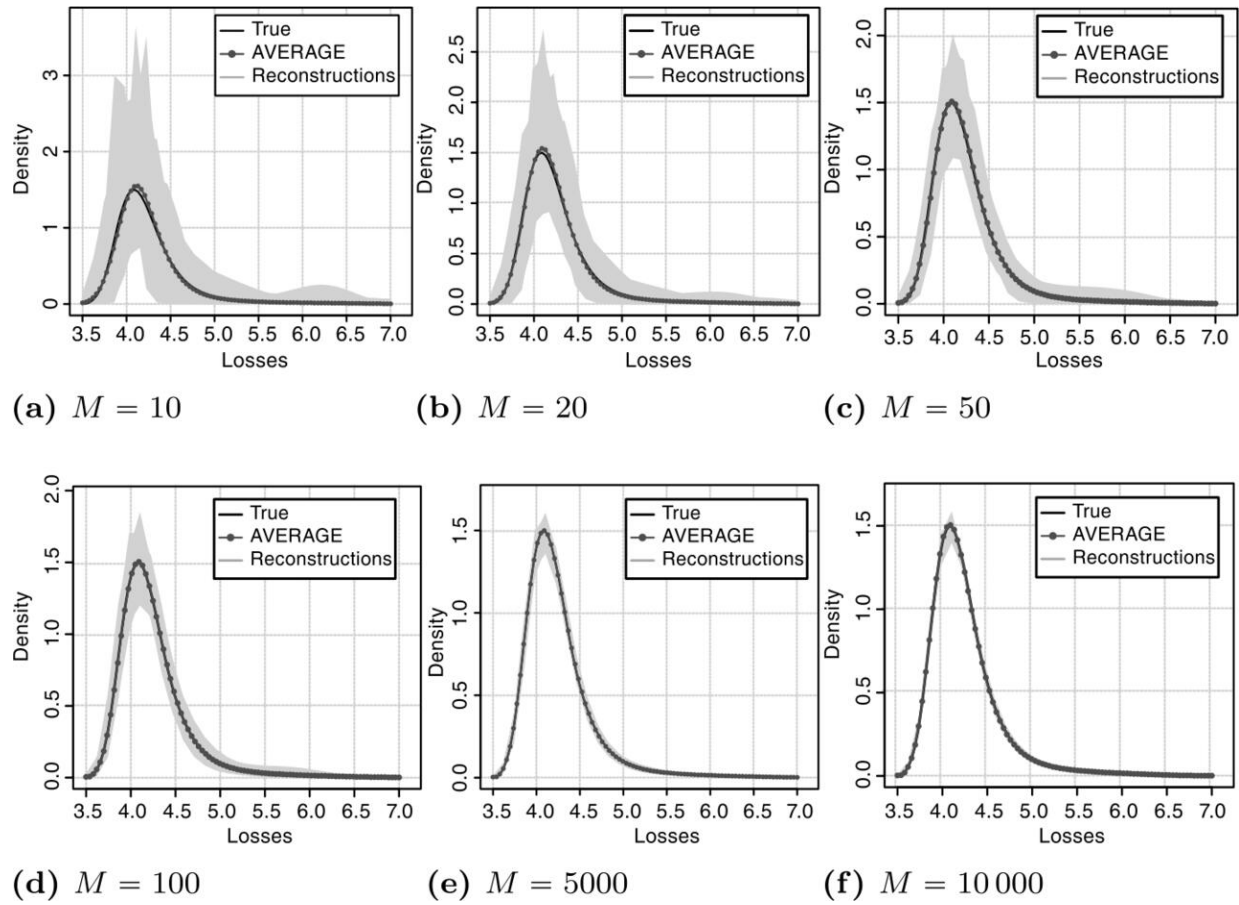 True
AVERAGE
Reconstructions
Density
0
1
2
3
3.5 4.0 4.5 5.0 5.5 6.0 6.5 7.0
Losses
(a) M = 10
True
AVERAGE
Reconstructions
Density
0.0 0.5 1.0 1.5 2.0 2.5
3.5 4.0 4.5 5.0 5.5 6.0 6.5 7.0
Losses
(b) M = 20
True
AVERAGE
Reconstructions
Density
0.0 0.5 1.0 1.5 2.0
3.5 4.0 4.5 5.0 5.5 6.0 6.5 7.0
Losses
(c) M = 50
True
AVERAGE
Reconstructions
Density
0.0 0.5 1.0 1.5 2.0
3.5 4.0 4.5 5.0 5.5 6.0 6.5 7.0
Losses
(d) M = 100
True
AVERAGE
Reconstructions
Density
0.0 0.5 1.0 1.5
3.5 4.0 4.5 5.0 5.5 6.0 6.5 7.0
Losses
(e) M = 5000
True
AVERAGE
Reconstructions
Density
0.0 0.5 1.0 1.5
3.5 4.0 4.5 5.0 5.5 6.0 6.5 7.0
Losses
(f) M = 10 000